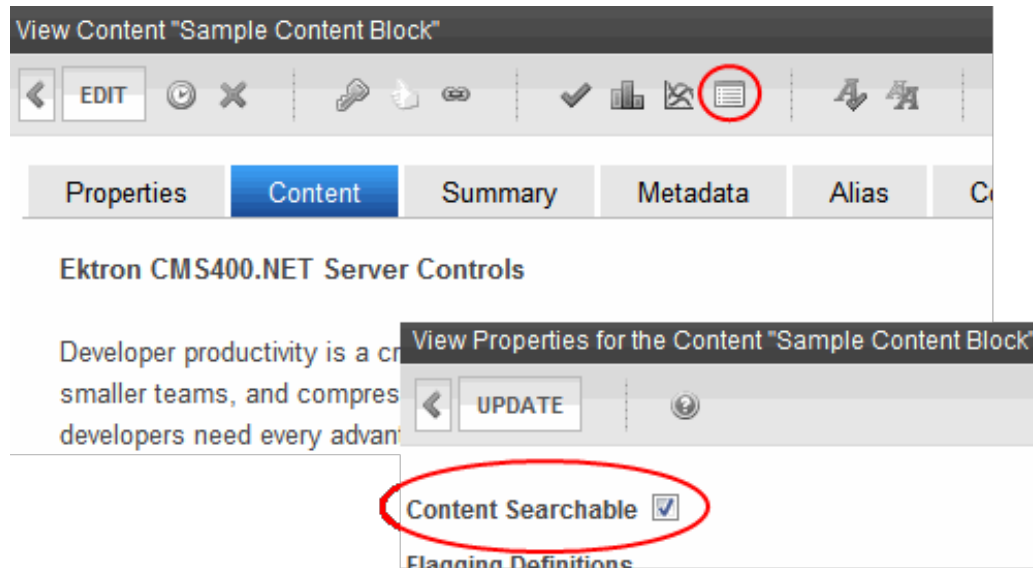 View Content "Sample Content Block"
EDIT
Properties Content Summary Metadata Alias
Ektron CMS400.NET Server Controls
Developer productivity is a
smaller teams, and compres
developers need every advan
View Properties for the Content "Sample Content Block"
UPDATE
Content Searchable
Flagging Definitions